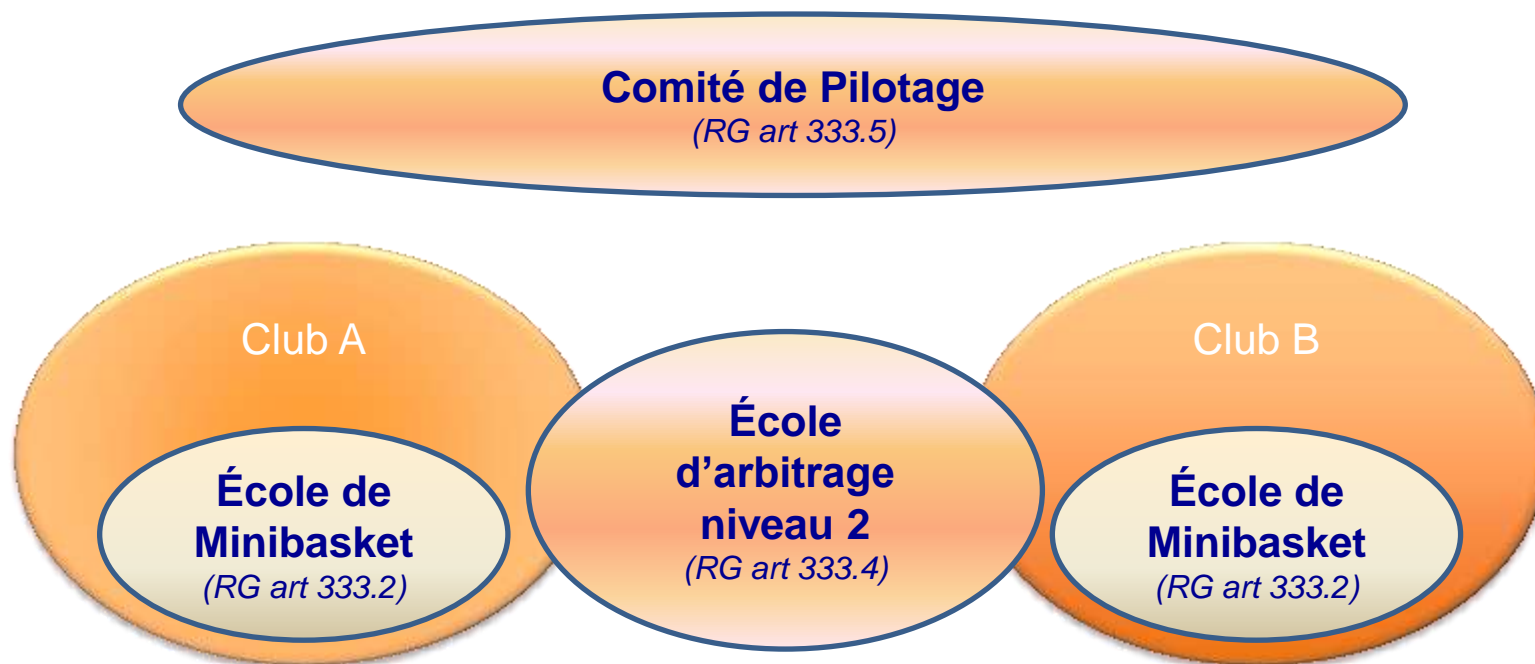 Comité de Pilotage
(RG art 333.5)
Club A
École de
Minibasket
(RG art 333.2)
École
d’arbitrage
niveau 2
(RG art 333.4)
Club B
École de
Minibasket
(RG art 333.2)